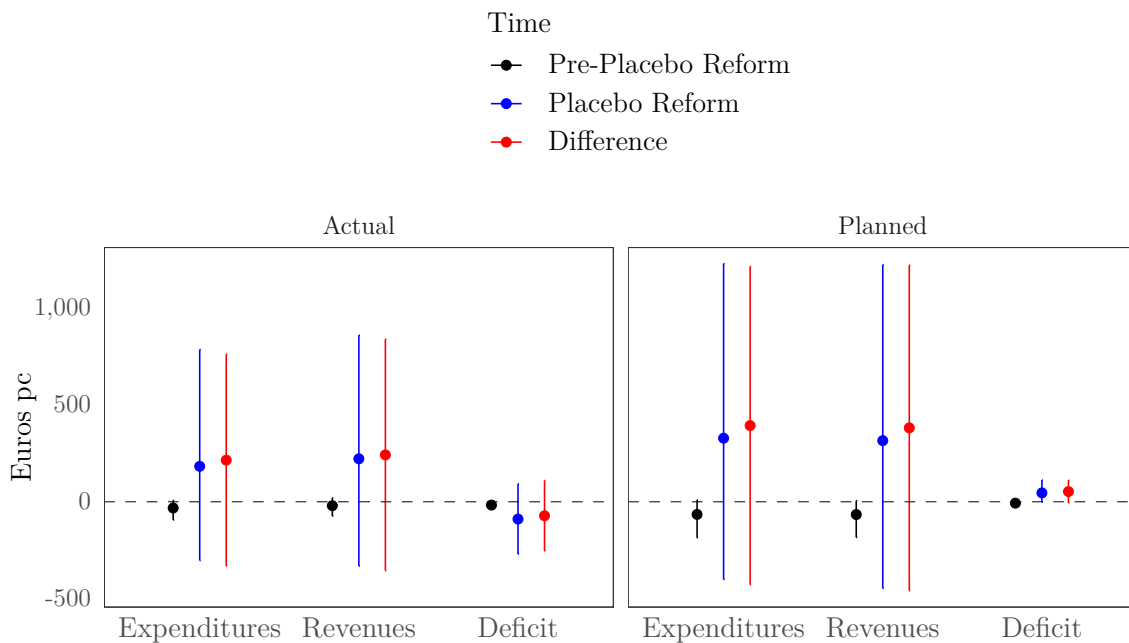 Time
Pre-Placebo Reform
Placebo Reform
Difference
Actual
Planned
Euros pc
1,000
500
0
-500
Expenditures
Revenues
Deficit
Expenditures
Revenues
Deficit